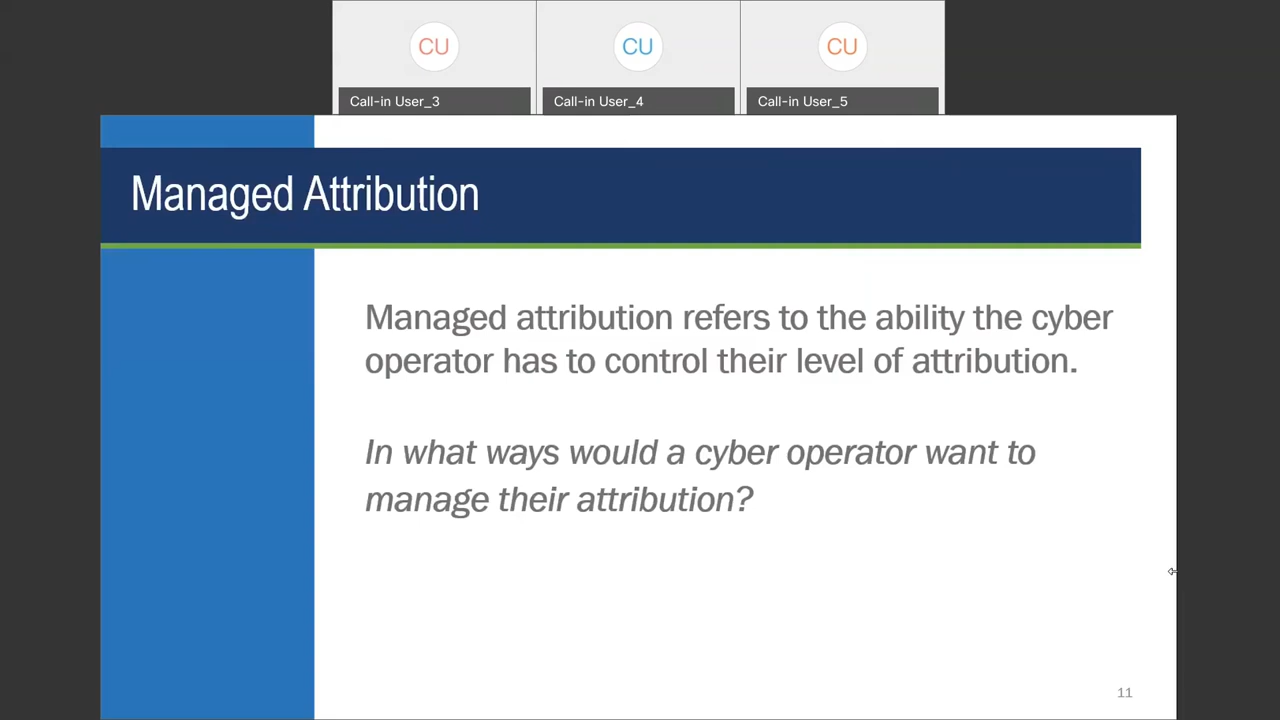 CU
CU
CU
Call-in User_3
Call-in User_4
Call-in User_5
Managed Attribution
Managed attribution refers to the ability the cyber
operator has to control their level of attribution.
In what ways would a cyber operator want to
manage their attribution?
11